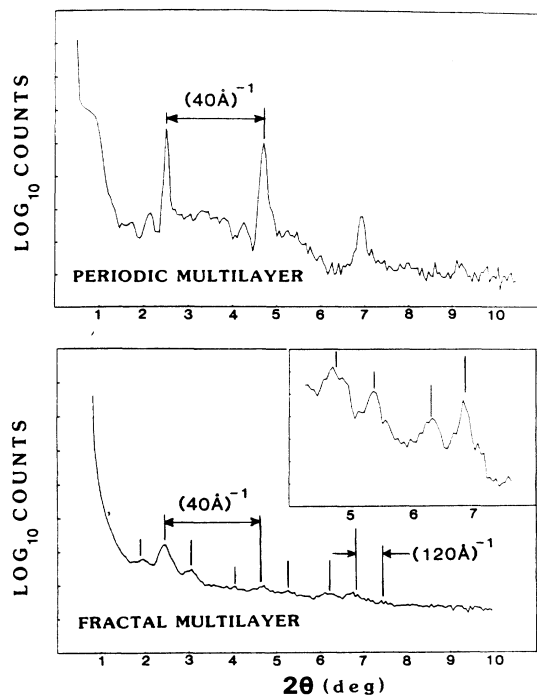 LOG10 COUNTS
(40Å)⁻¹
PERIODIC MULTILAYER
1 2 3 4 5 6 7 8 9 10
LOG10 COUNTS
5 6 7
(40Å)⁻¹
(120Å)⁻¹
FRACTAL MULTILAYER
1 2 3 4 5 6 7 8 9 10
2θ (deg)